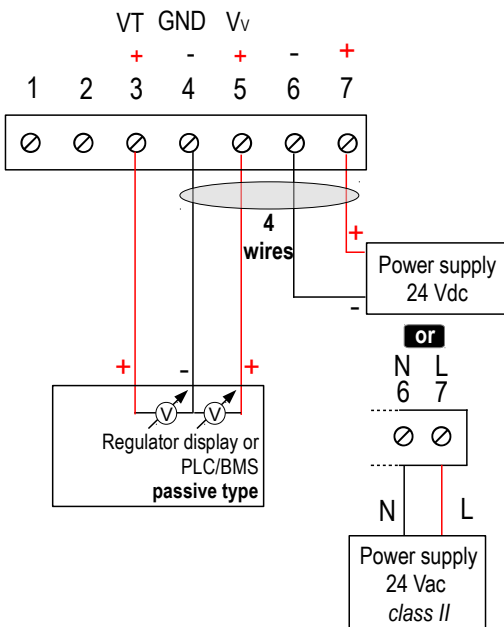 VT GND Vv
+ - + - +
1 2 3 4 5 6 7
4
wires
+
Power supply
24 Vdc
-
or
N L
6 7
+ - +
V V
Regulator display or
PLC/BMS
passive type
N L
Power supply
24 Vac
class II